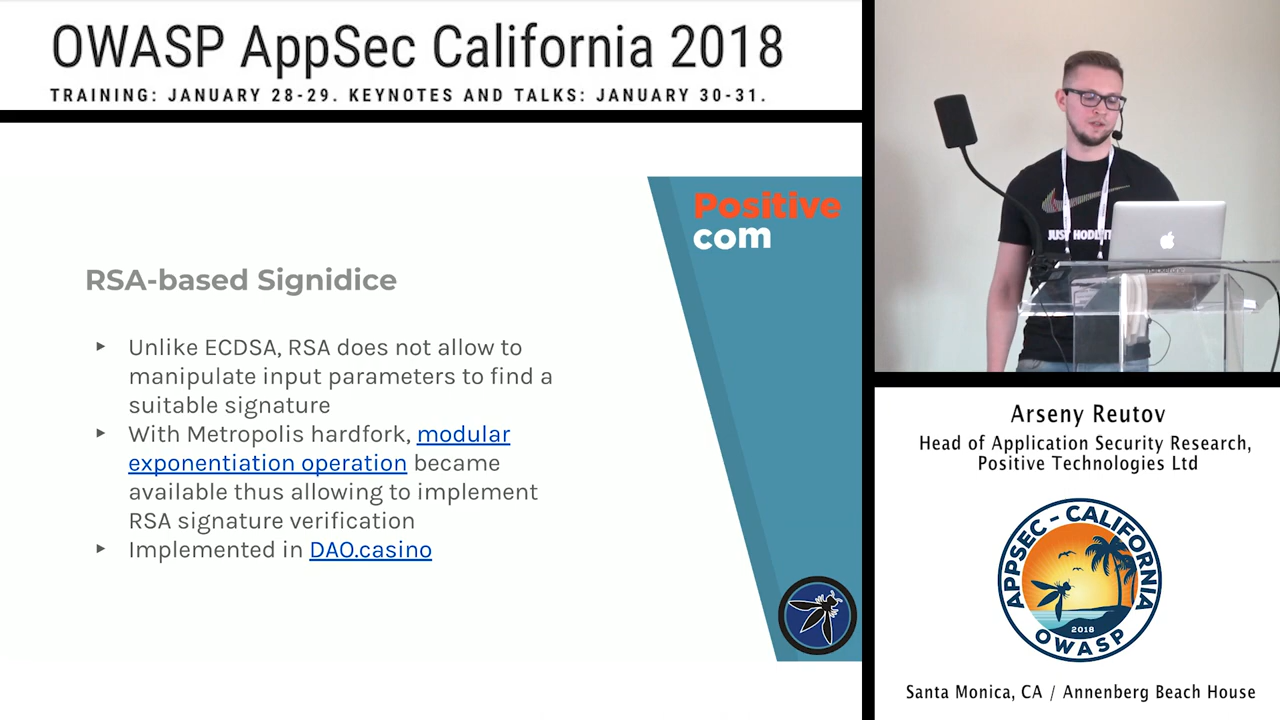 OWASP AppSec California 2018
TRAINING: JANUARY 28-29. KEYNOTES AND TALKS: JANUARY 30-31.
Positive
com
RSA-based Signidice
Unlike ECDSA, RSA does not allow to
manipulate input parameters to find a
suitable signature
With Metropolis hardfork, modular
exponentiation operation became
available thus allowing to implement
RSA signature verification
Implemented in DAO.casino
JUST HODL IT
Arseny Reutov
Head of Application Security Research,
Positive Technologies Ltd
APPSEC - CALIFORNIA
2018
OWASP
Santa Monica, CA / Annenberg Beach House